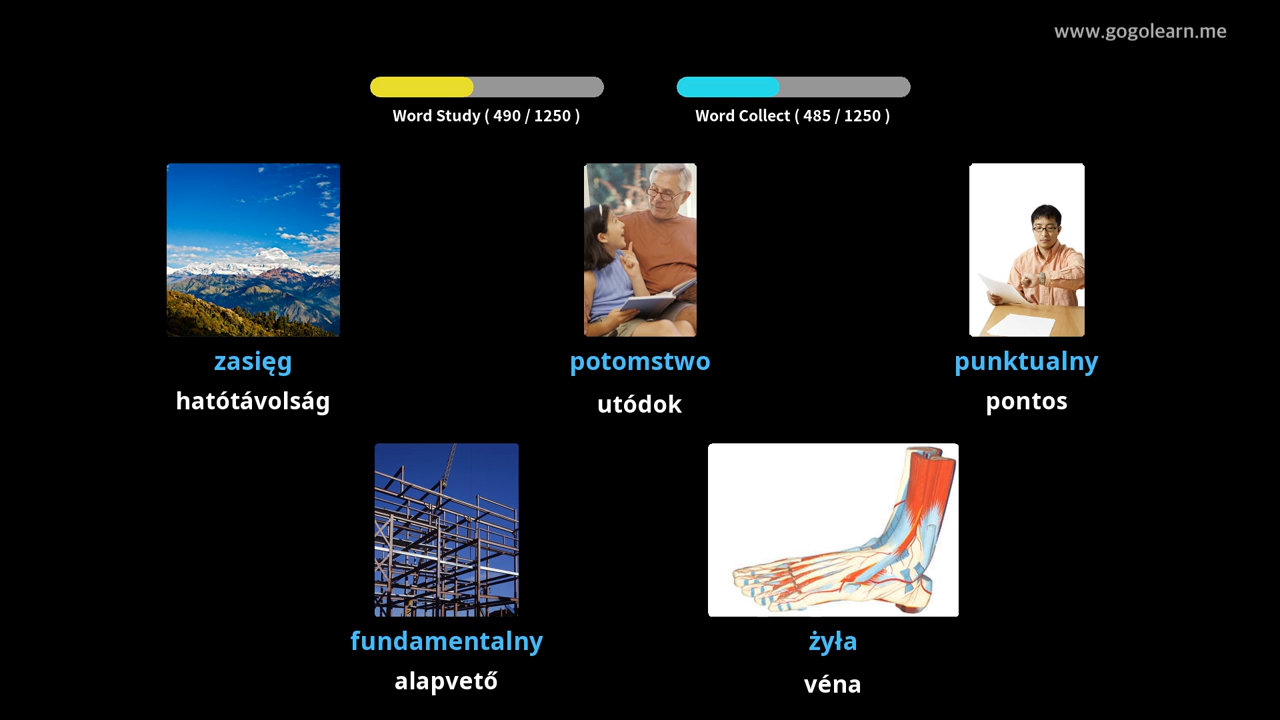 www.gogolearn.me
Word Study ( 490 / 1250 )
Word Collect ( 485 / 1250 )
zasięg
hatótávolság
potomstwo
utódok
punktualny
pontos
fundamentalny
alapvető
żyła
véna